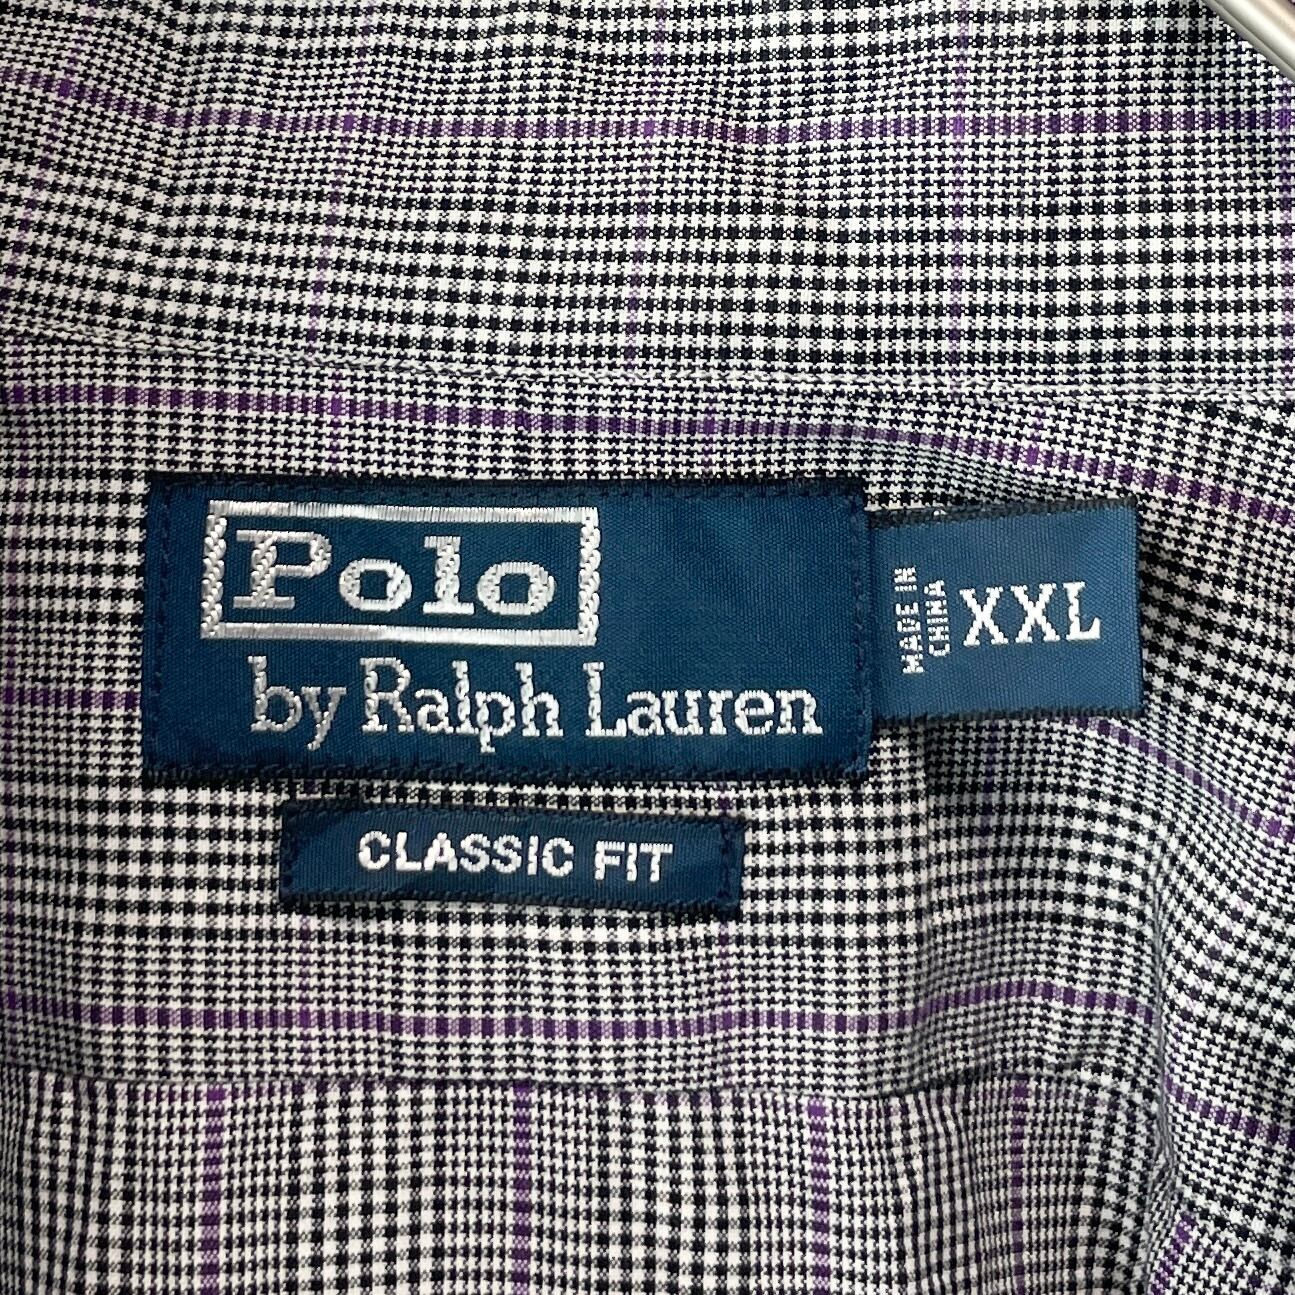 Polo
by Ralph Lauren
MADE IN
CHINA
XXL
CLASSIC FIT